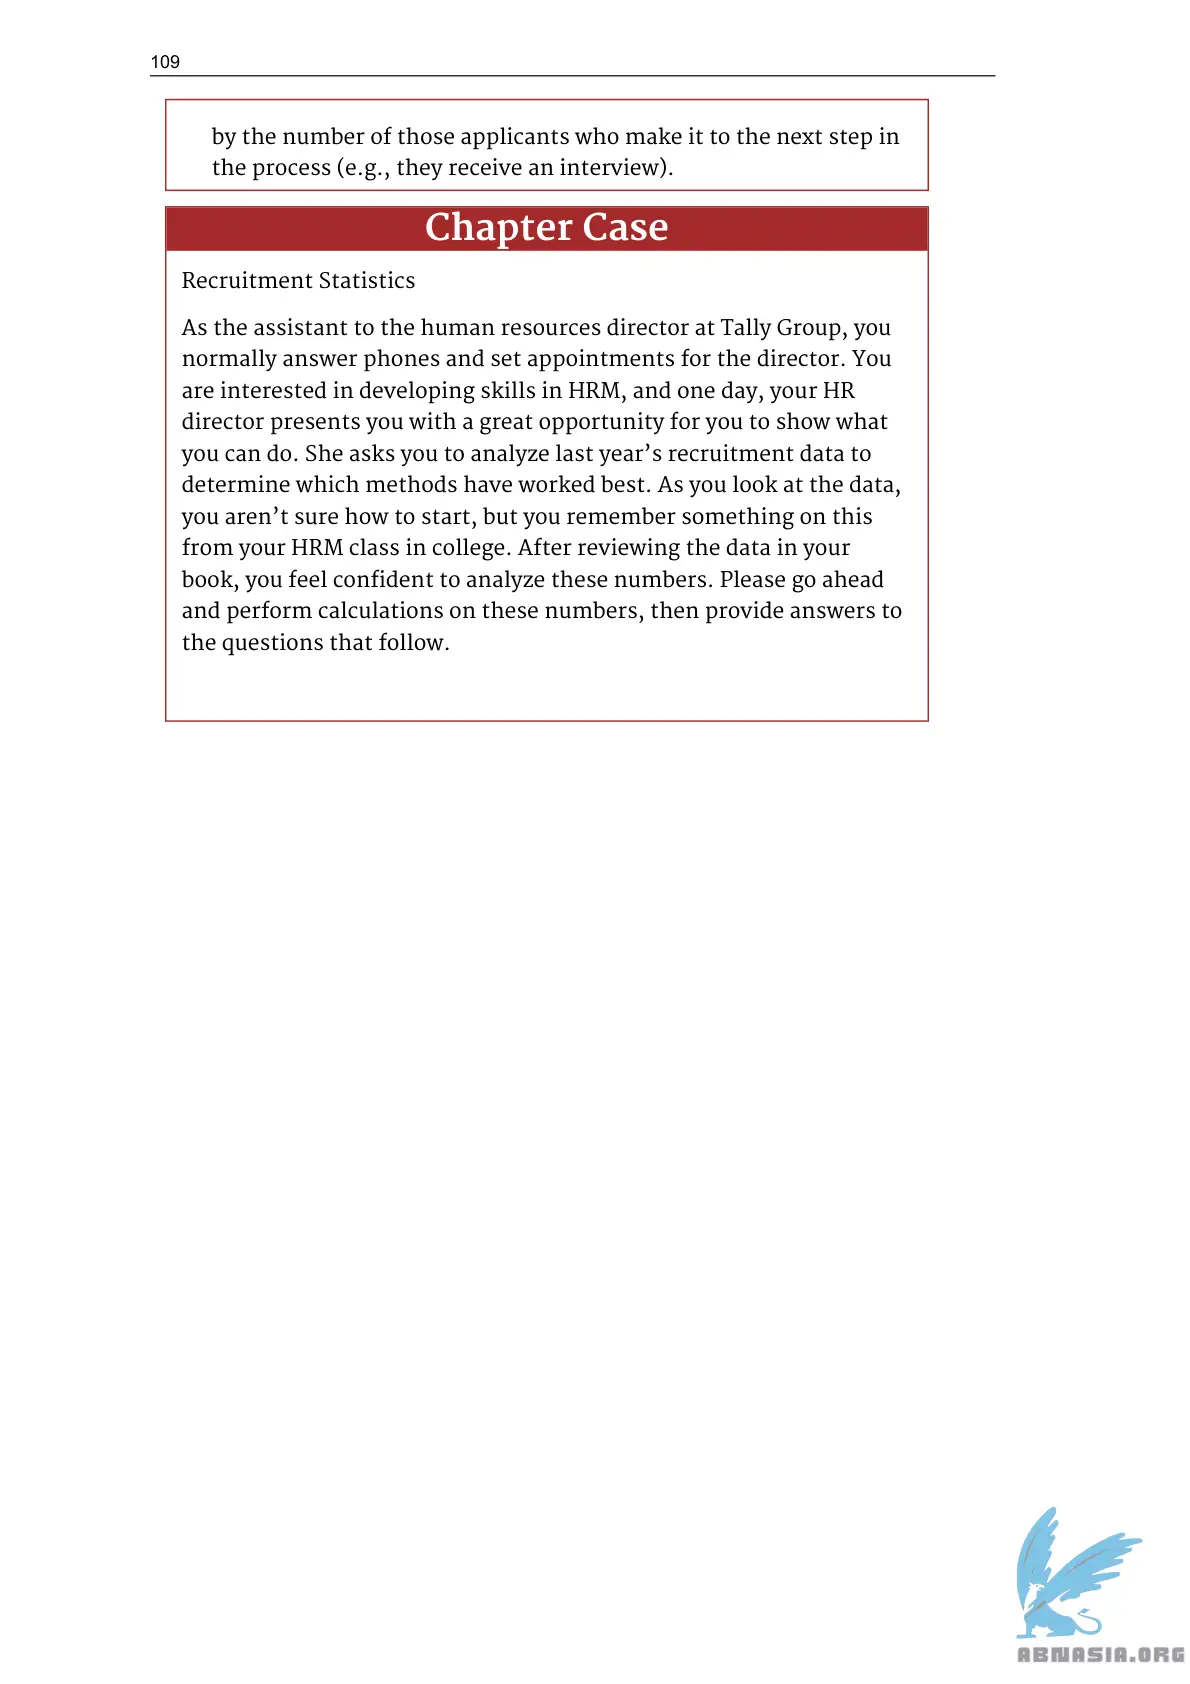 109
by the number of those applicants who make it to the next step in
the process (e.g., they receive an interview).
Chapter Case
Recruitment Statistics
As the assistant to the human resources director at Tally Group, you
normally answer phones and set appointments for the director. You
are interested in developing skills in HRM, and one day, your HR
director presents you with a great opportunity for you to show what
you can do. She asks you to analyze last year’s recruitment data to
determine which methods have worked best. As you look at the data,
you aren’t sure how to start, but you remember something on this
from your HRM class in college. After reviewing the data in your
book, you feel confident to analyze these numbers. Please go ahead
and perform calculations on these numbers, then provide answers to
the questions that follow.
ABNASIA.ORG